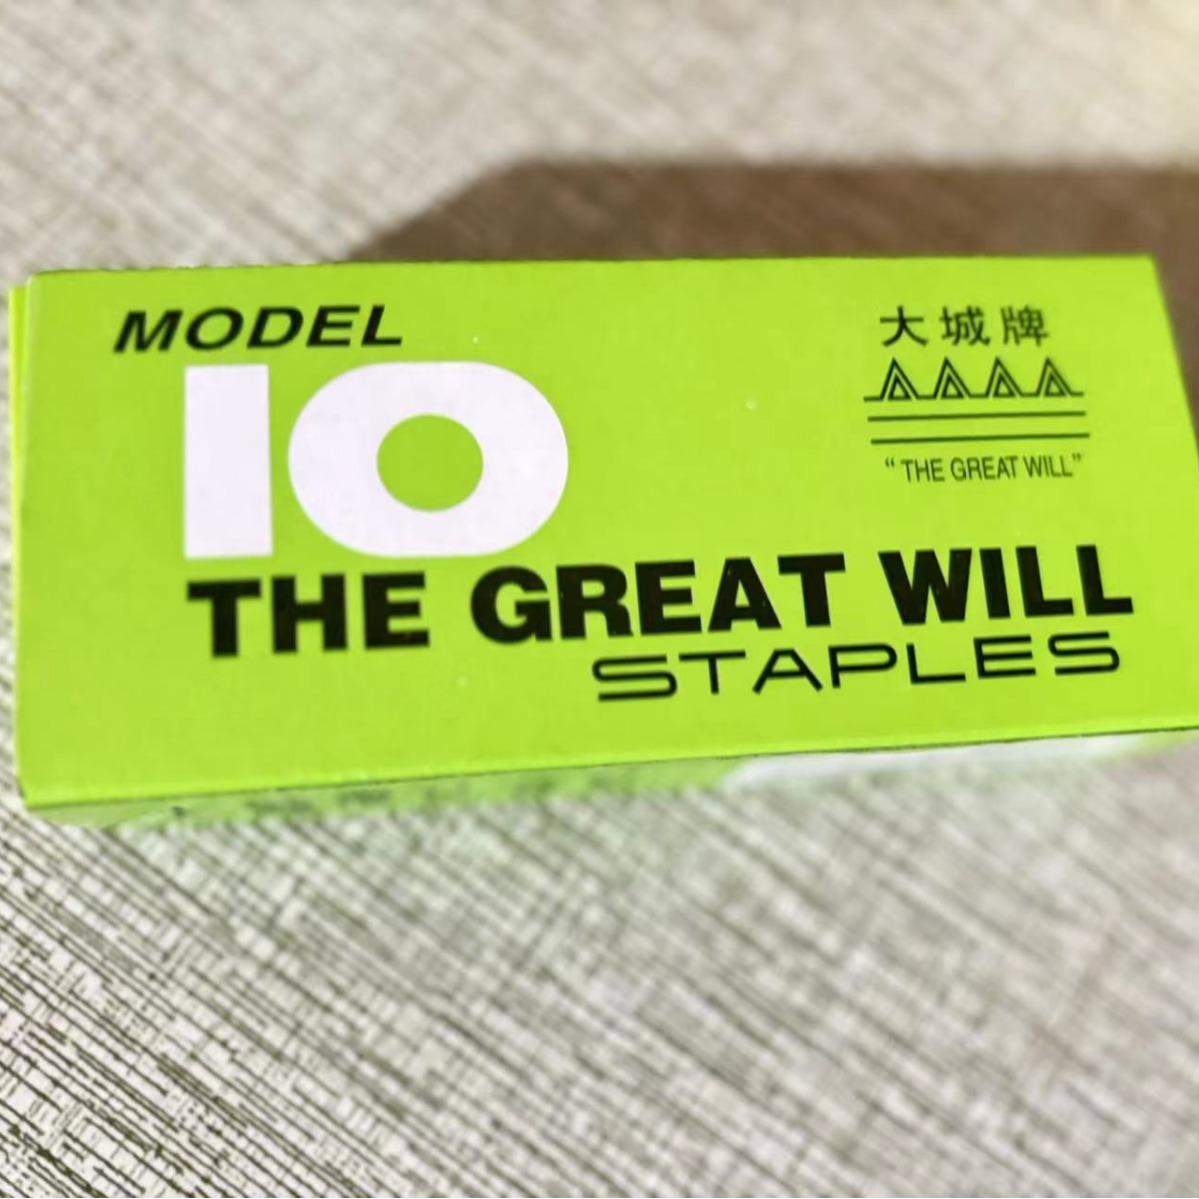 MODEL
10
大城牌
“THE GREAT WILL”
THE GREAT WILL
STAPLES